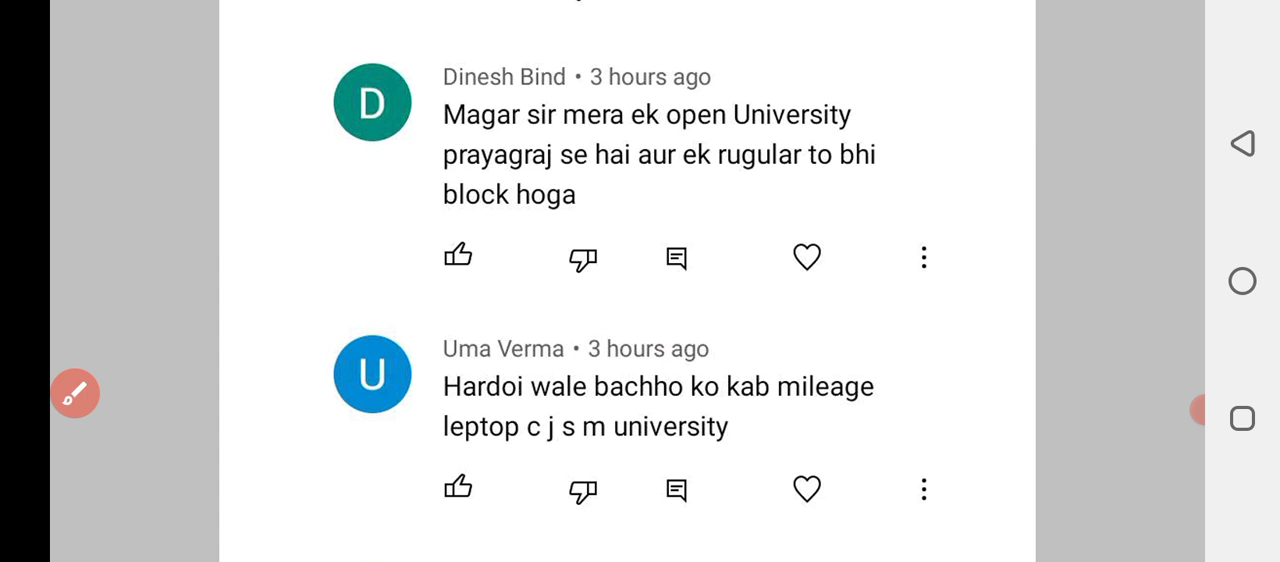 D
Dinesh Bind • 3 hours ago
Magar sir mera ek open University
prayagraj se hai aur ek rugular to bhi
block hoga
U
Uma Verma • 3 hours ago
Hardoi wale bachho ko kab mileage
leptop c j s m university